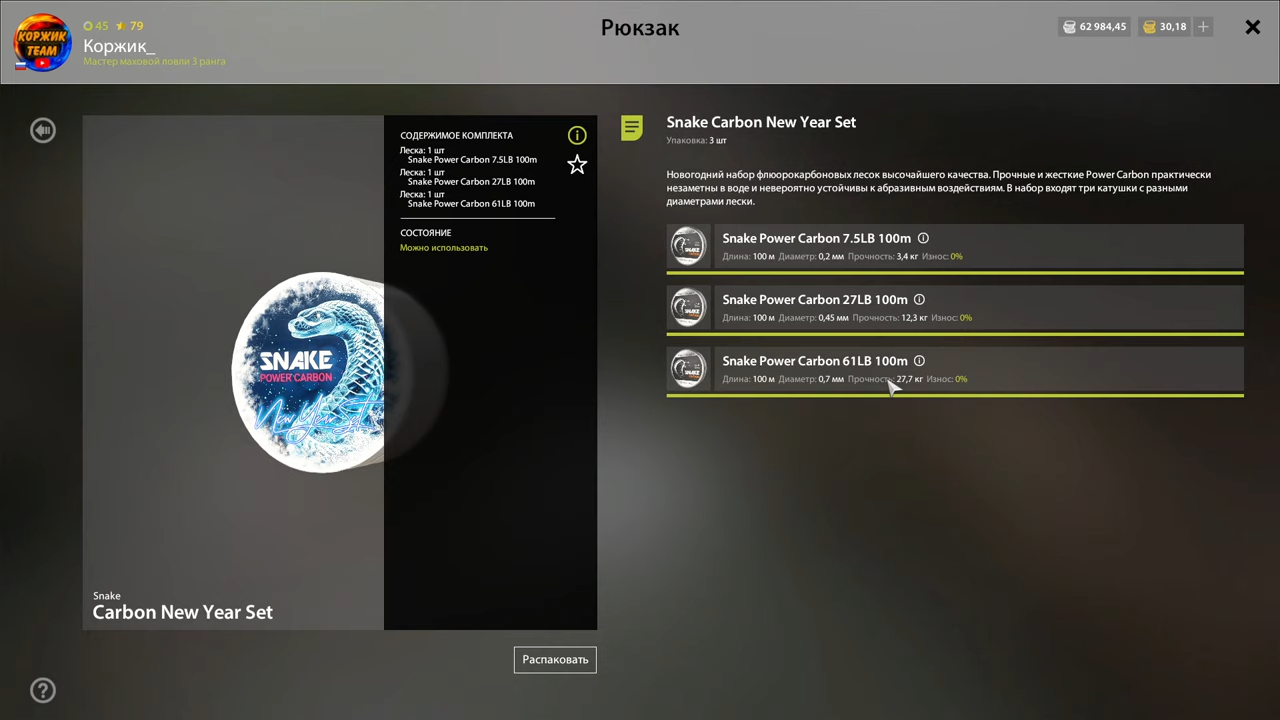 КОРЖИК TEAM
45 79
Коржик_
Мастер маховой ловли 3 ранга
Рюкзак
62 984,45
30,18
СОДЕРЖИМОЕ КОМПЛЕКТА
Леска: 1 шт
Snake Power Carbon 7.5LB 100m
Леска: 1 шт
Snake Power Carbon 27LB 100m
Леска: 1 шт
Snake Power Carbon 61LB 100m
СОСТОЯНИЕ
Можно использовать
SNAKE
POWER CARBON
New Year Set
Snake
Carbon New Year Set
Распаковать
Snake Carbon New Year Set
Упаковка: 3 шт
Новогодний набор флюорокарбоновых лесок высочайшего качества. Прочные и жесткие Power Carbon практически
незаметны в воде и невероятно устойчивы к абразивным воздействиям. В набор входят три катушки с разными
диаметрами лески.
Snake Power Carbon 7.5LB 100m
Длина: 100 м Диаметр: 0,2 мм Прочность: 3,4 кг Износ: 0%
Snake Power Carbon 27LB 100m
Длина: 100 м Диаметр: 0,45 мм Прочность: 12,3 кг Износ: 0%
Snake Power Carbon 61LB 100m
Длина: 100 м Диаметр: 0,7 мм Прочность: 27,7 кг Износ: 0%